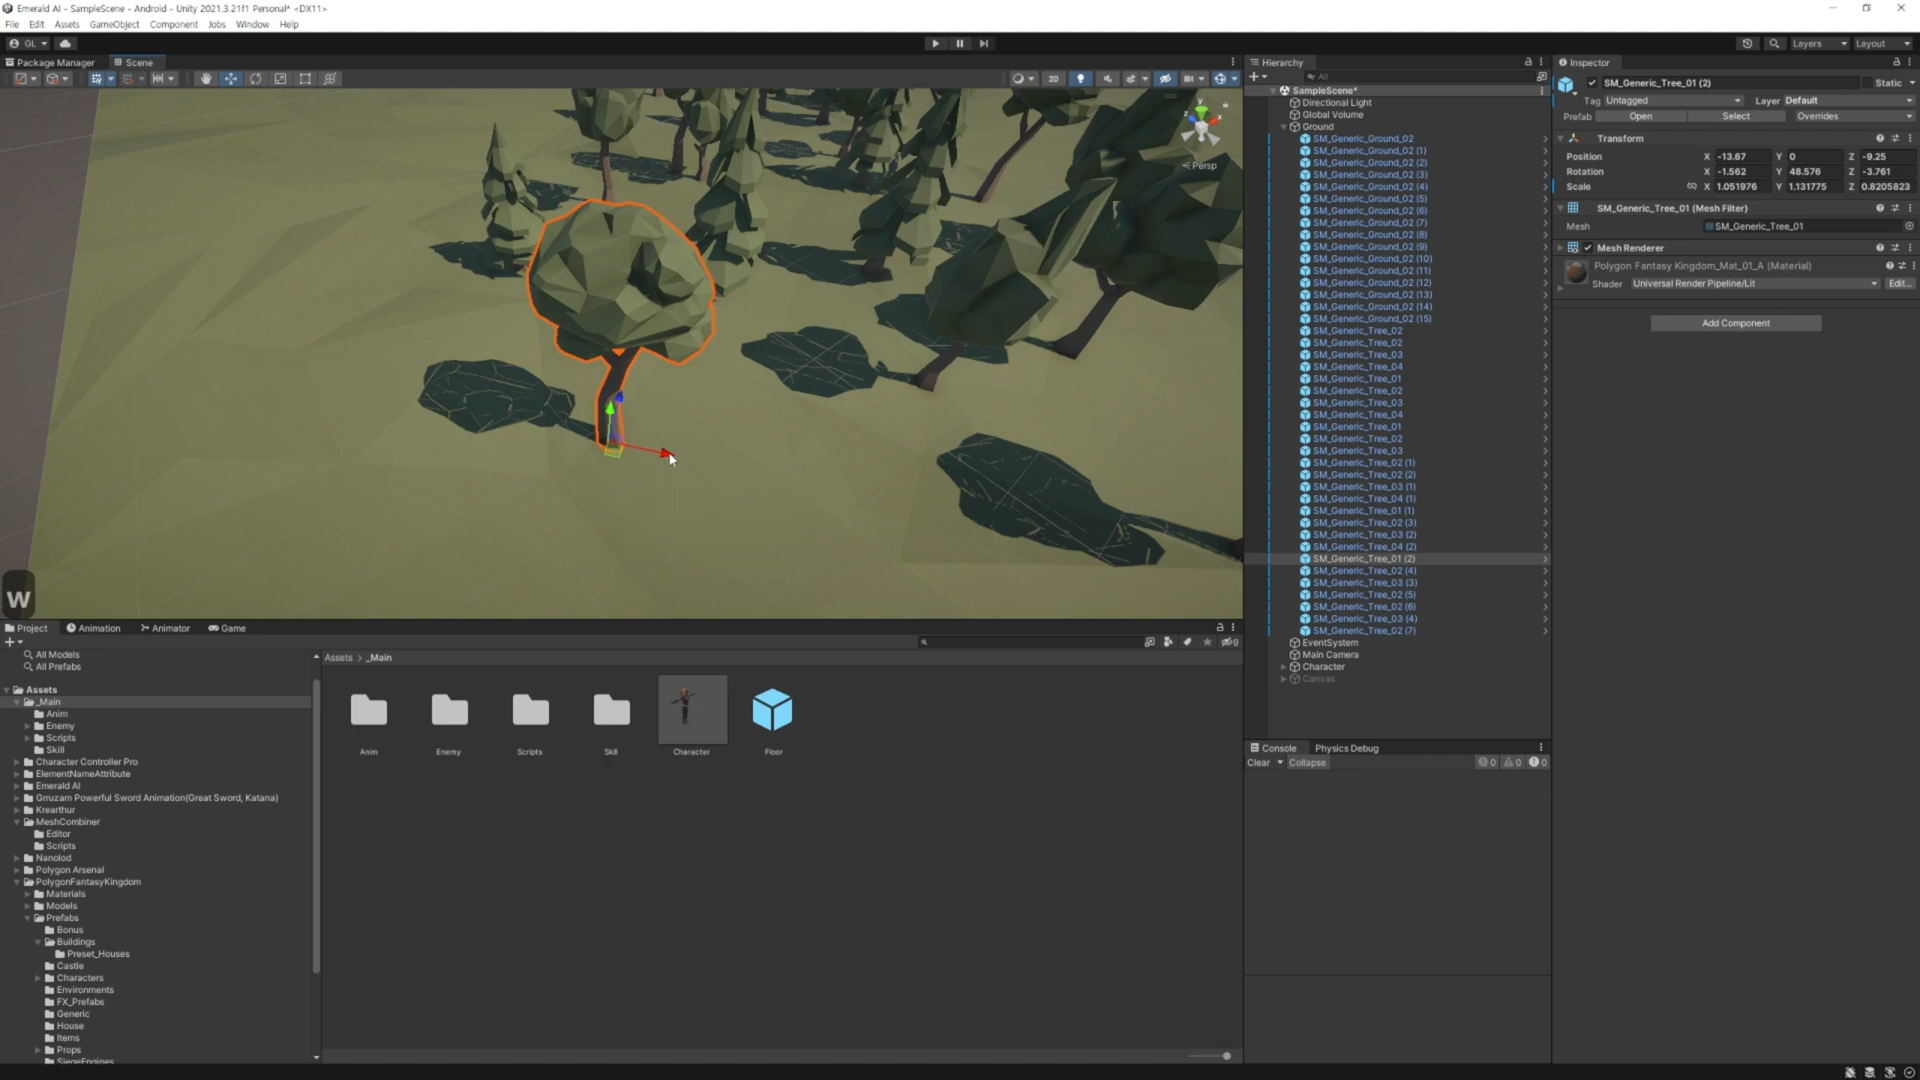 Emerald AI - SampleScene - Android - Unity 2021.3.21f1 Personal* <DX11>
File Edit Assets GameObject Component Jobs Window Help
GL
Layers Layout
Package Manager Scene
2D
y
z
x
< Persp
W
Hierarchy
All
SampleScene*
Directional Light
Global Volume
Ground
SM_Generic_Ground_02
SM_Generic_Ground_02 (1)
SM_Generic_Ground_02 (2)
SM_Generic_Ground_02 (3)
SM_Generic_Ground_02 (4)
SM_Generic_Ground_02 (5)
SM_Generic_Ground_02 (6)
SM_Generic_Ground_02 (7)
SM_Generic_Ground_02 (8)
SM_Generic_Ground_02 (9)
SM_Generic_Ground_02 (10)
SM_Generic_Ground_02 (11)
SM_Generic_Ground_02 (12)
SM_Generic_Ground_02 (13)
SM_Generic_Ground_02 (14)
SM_Generic_Ground_02 (15)
SM_Generic_Tree_02
SM_Generic_Tree_02
SM_Generic_Tree_03
SM_Generic_Tree_04
SM_Generic_Tree_01
SM_Generic_Tree_02
SM_Generic_Tree_03
SM_Generic_Tree_04
SM_Generic_Tree_01
SM_Generic_Tree_02
SM_Generic_Tree_03
SM_Generic_Tree_02 (1)
SM_Generic_Tree_02 (2)
SM_Generic_Tree_03 (1)
SM_Generic_Tree_04 (1)
SM_Generic_Tree_01 (1)
SM_Generic_Tree_02 (3)
SM_Generic_Tree_03 (2)
SM_Generic_Tree_04 (2)
SM_Generic_Tree_01 (2)
SM_Generic_Tree_02 (4)
SM_Generic_Tree_03 (3)
SM_Generic_Tree_02 (5)
SM_Generic_Tree_02 (6)
SM_Generic_Tree_03 (4)
SM_Generic_Tree_02 (7)
EventSystem
Main Camera
Character
Canvas
Inspector
SM_Generic_Tree_01 (2) Static
Tag Untagged Layer Default
Prefab Open Select Overrides
Transform
Position X -13.67 Y 0 Z -9.25
Rotation X -1.562 Y 48.576 Z -3.761
Scale X 1.051976 Y 1.131775 Z 0.8205823
SM_Generic_Tree_01 (Mesh Filter)
Mesh SM_Generic_Tree_01
Mesh Renderer
Polygon Fantasy Kingdom_Mat_01_A (Material)
Shader Universal Render Pipeline/Lit Edit...
Add Component
Project Animation Animator Game
9
All Models
All Prefabs
Assets
_Main
Anim
Enemy
Scripts
Skill
Character Controller Pro
ElementNameAttribute
Emerald AI
Grruzam Powerful Sword Animation(Great Sword, Katana)
Krearthur
MeshCombiner
Editor
Scripts
Nanolod
Polygon Arsenal
PolygonFantasyKingdom
Materials
Models
Prefabs
Bonus
Buildings
Preset_Houses
Castle
Characters
Environments
FX_Prefabs
Generic
House
Items
Props
SiegeEngines
Assets > _Main
Anim Enemy Scripts Skill Character Floor
Console Physics Debug
Clear Collapse 0 0 0